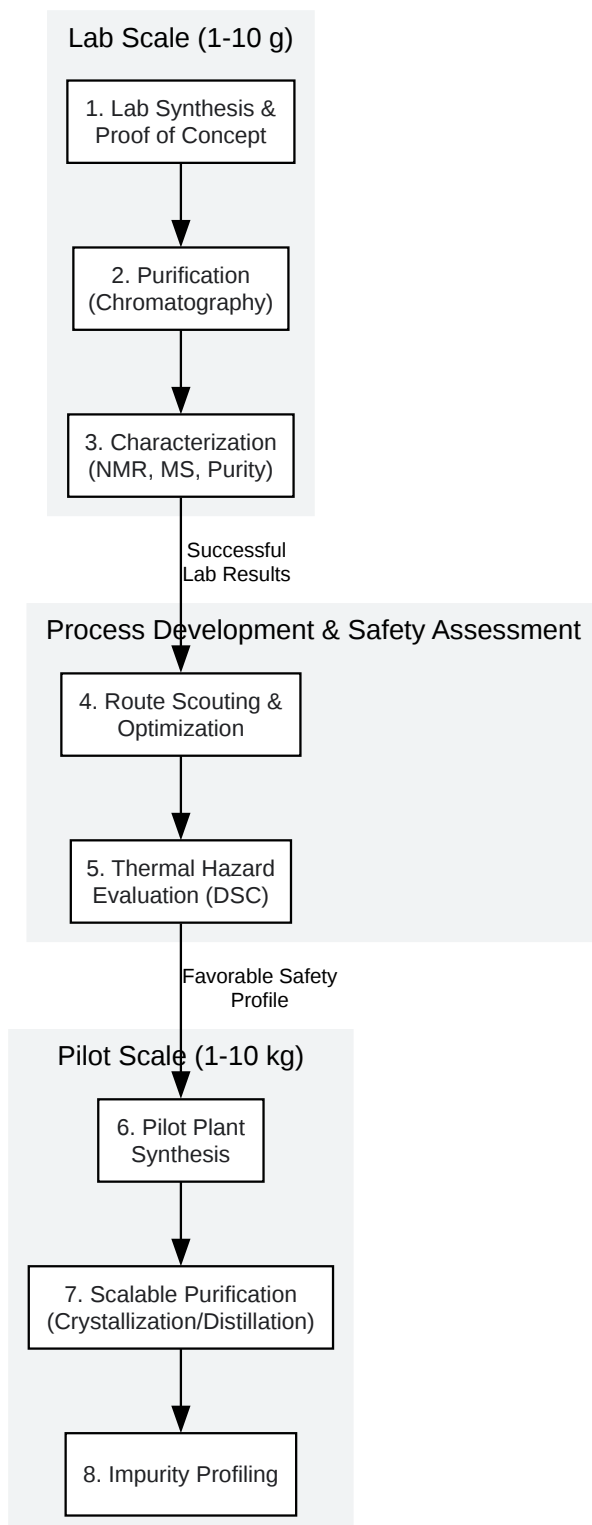 Lab Scale (1-10 g)
1. Lab Synthesis &
Proof of Concept
2. Purification
(Chromatography)
3. Characterization
(NMR, MS, Purity)
Successful
Lab Results
Process Development & Safety Assessment
4. Route Scouting &
Optimization
5. Thermal Hazard
Evaluation (DSC)
Favorable Safety
Profile
Pilot Scale (1-10 kg)
6. Pilot Plant
Synthesis
7. Scalable Purification
(Crystallization/Distillation)
8. Impurity Profiling